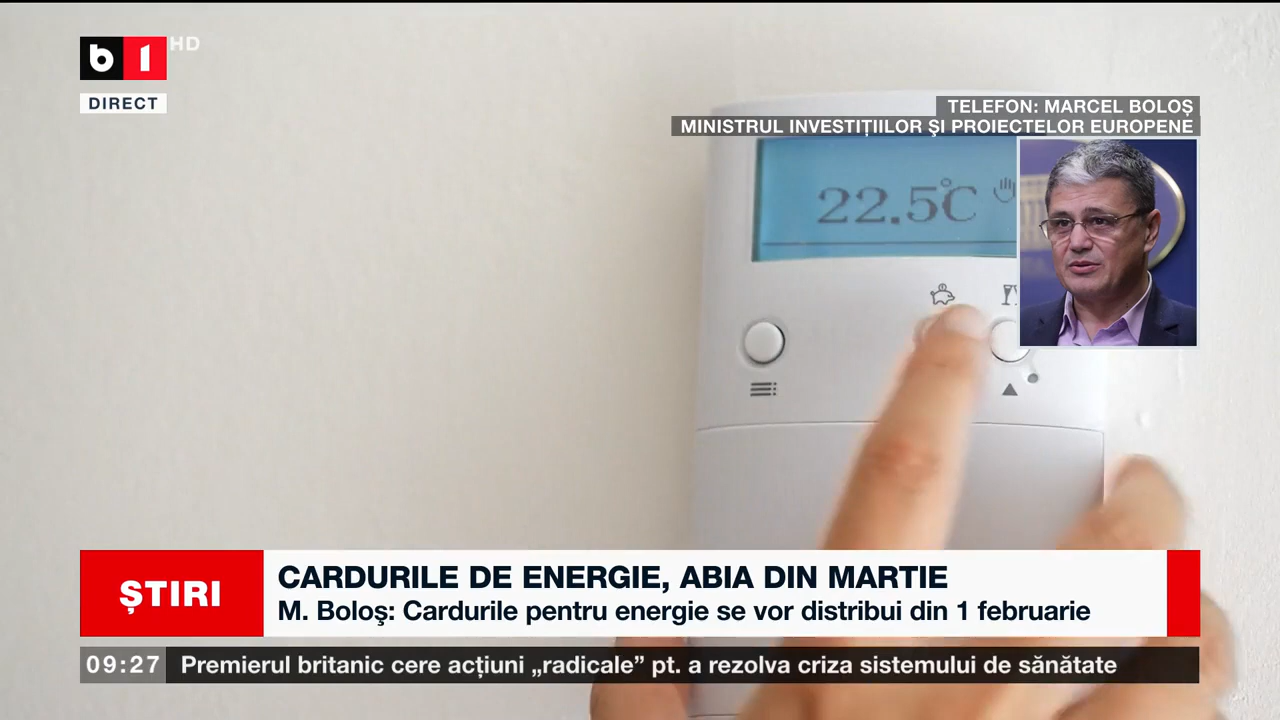 b1 HD
DIRECT
TELEFON: MARCEL BOLOȘ
MINISTRUL INVESTIȚIILOR ŞI PROIECTELOR EUROPENE
22.5°C
ȘTIRI
CARDURILE DE ENERGIE, ABIA DIN MARTIE
M. Boloş: Cardurile pentru energie se vor distribui din 1 februarie
09:27 Premierul britanic cere acțiuni „radicale” pt. a rezolva criza sistemului de sănătate